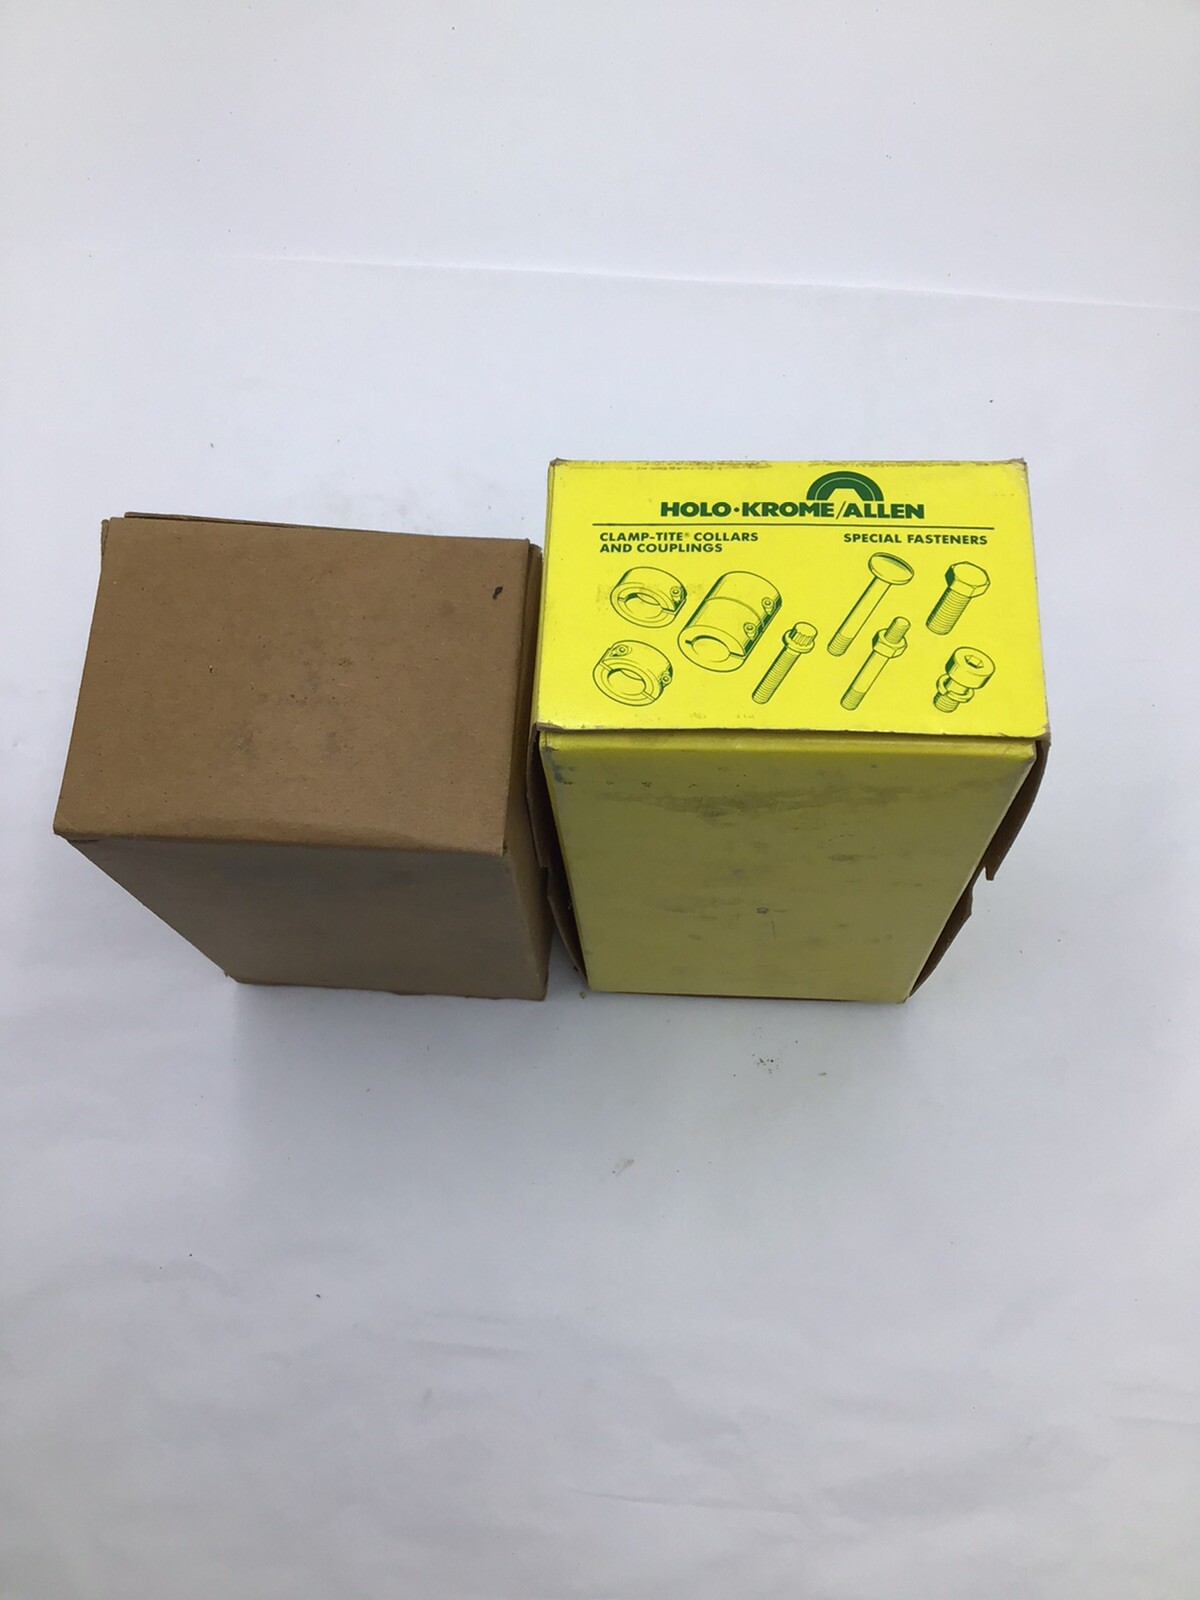 HOLO·KROME/ALLEN
CLAMP-TITE® COLLARS
AND COUPLINGS
SPECIAL FASTENERS